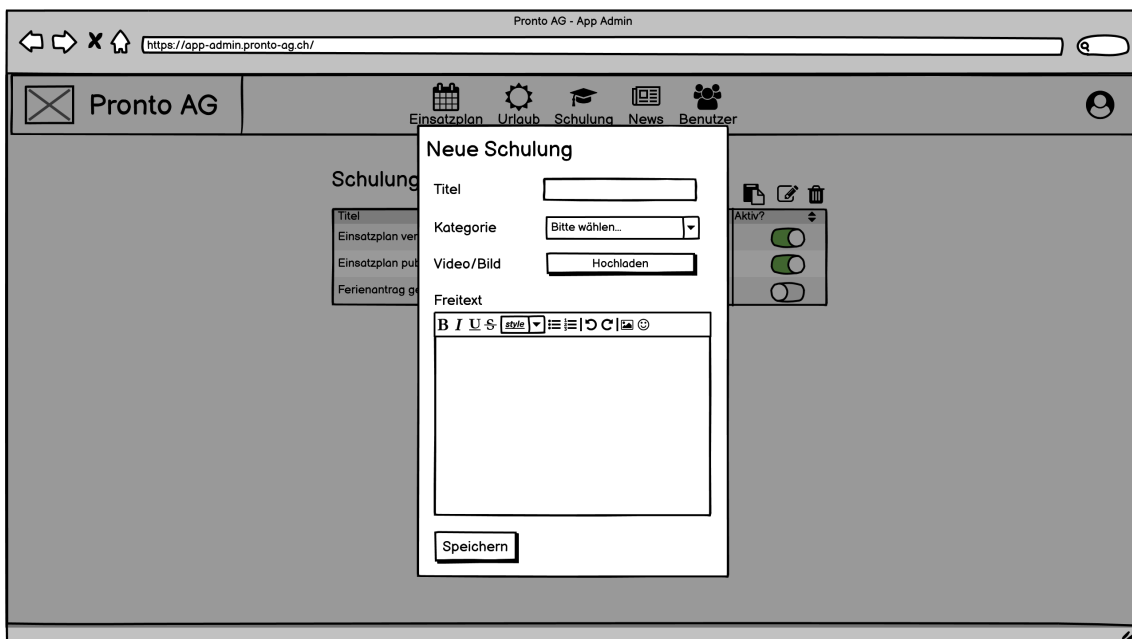 Pronto AG - App Admin
https://app-admin.pronto-ag.ch/
Pronto AG
Einsatzplan Urlaub Schulung News Benutzer
Neue Schulung
Schulung
Titel
Kategorie Bitte wählen...
Video/Bild Hochladen
Freitext
B I U S style
Speichern
Titel Aktiv?
Einsatzplan ver
Einsatzplan pub
Ferienantrag ge